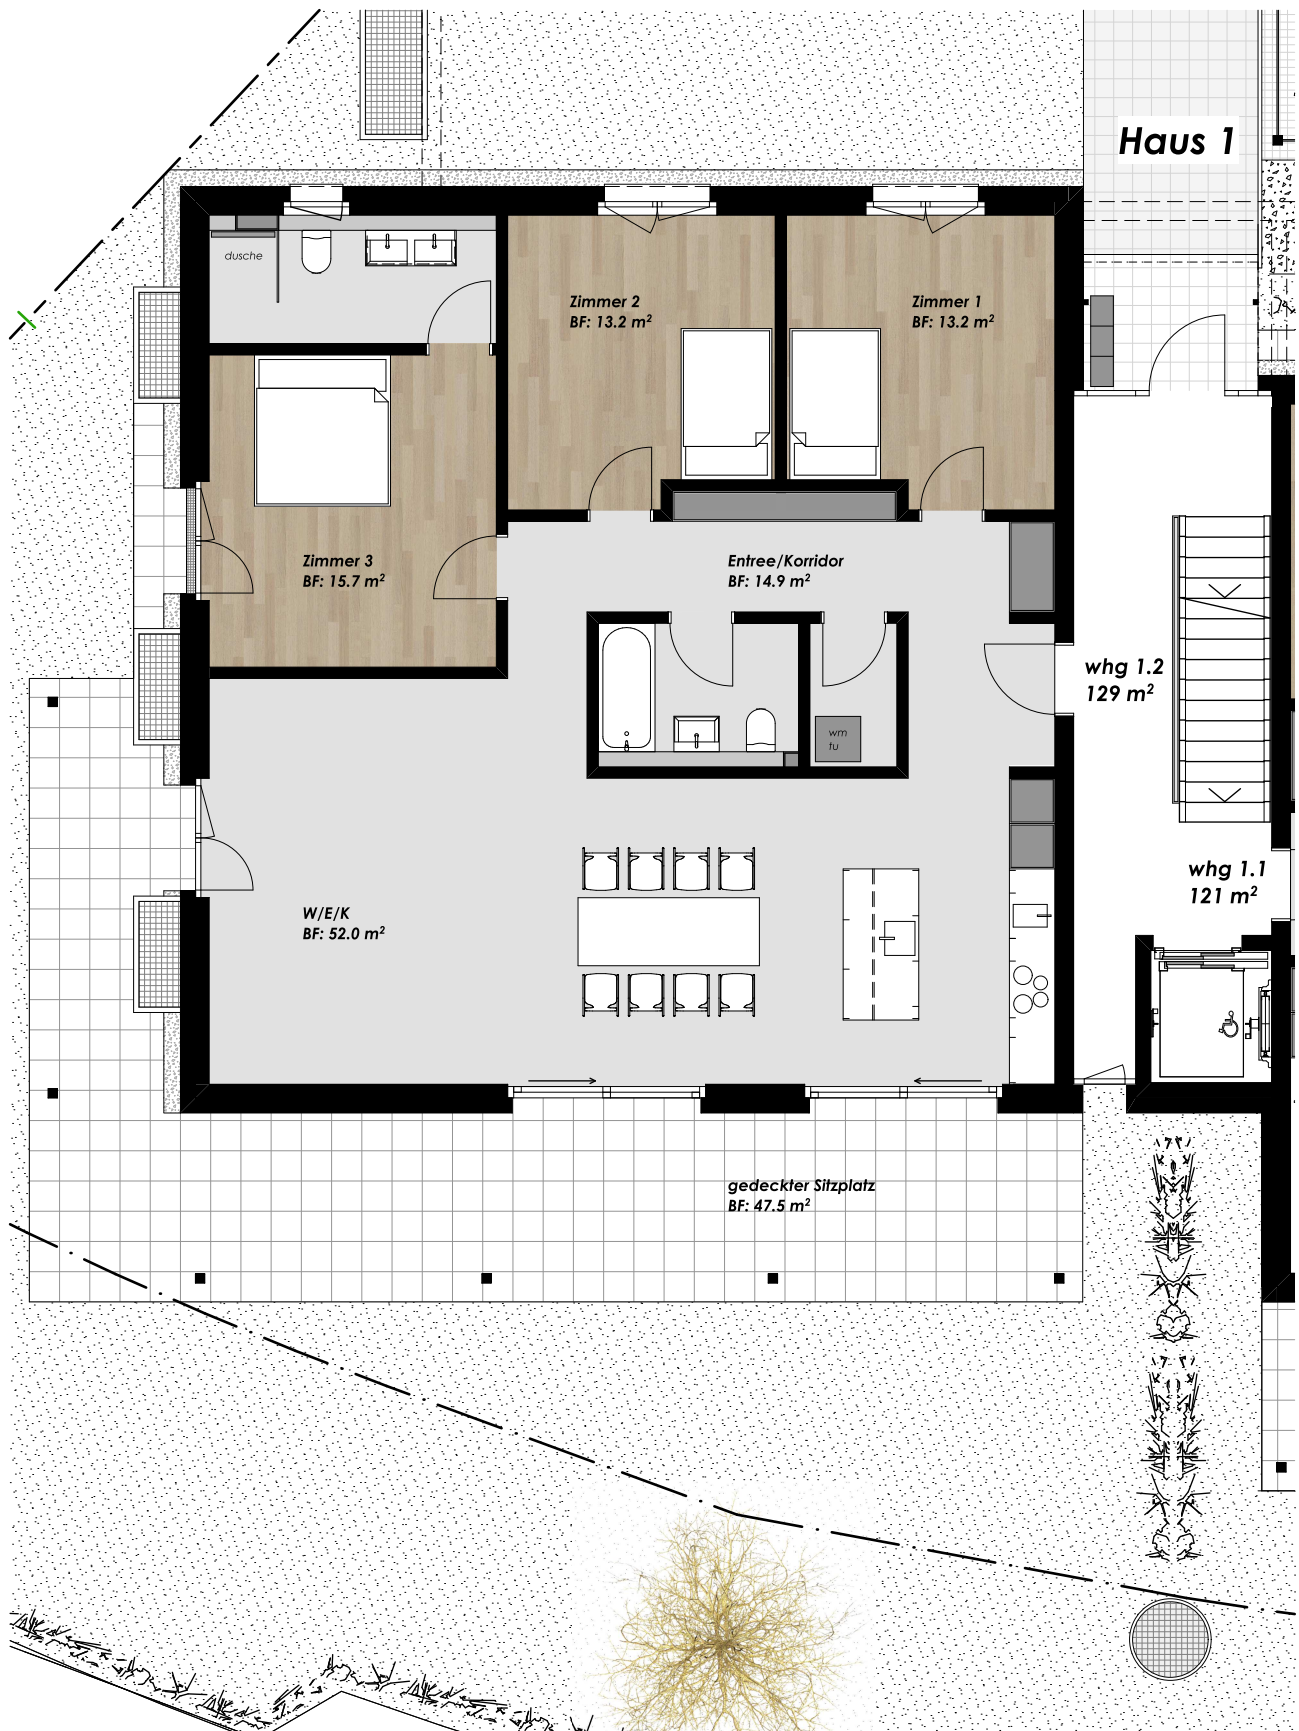 Haus 1
dusche
Zimmer 2
BF: 13.2 m²
Zimmer 1
BF: 13.2 m²
Zimmer 3
BF: 15.7 m²
Entree/Korridor
BF: 14.9 m²
whg 1.2
129 m²
wm
tu
whg 1.1
121 m²
W/E/K
BF: 52.0 m²
gedeckter Sitzplatz
BF: 47.5 m²